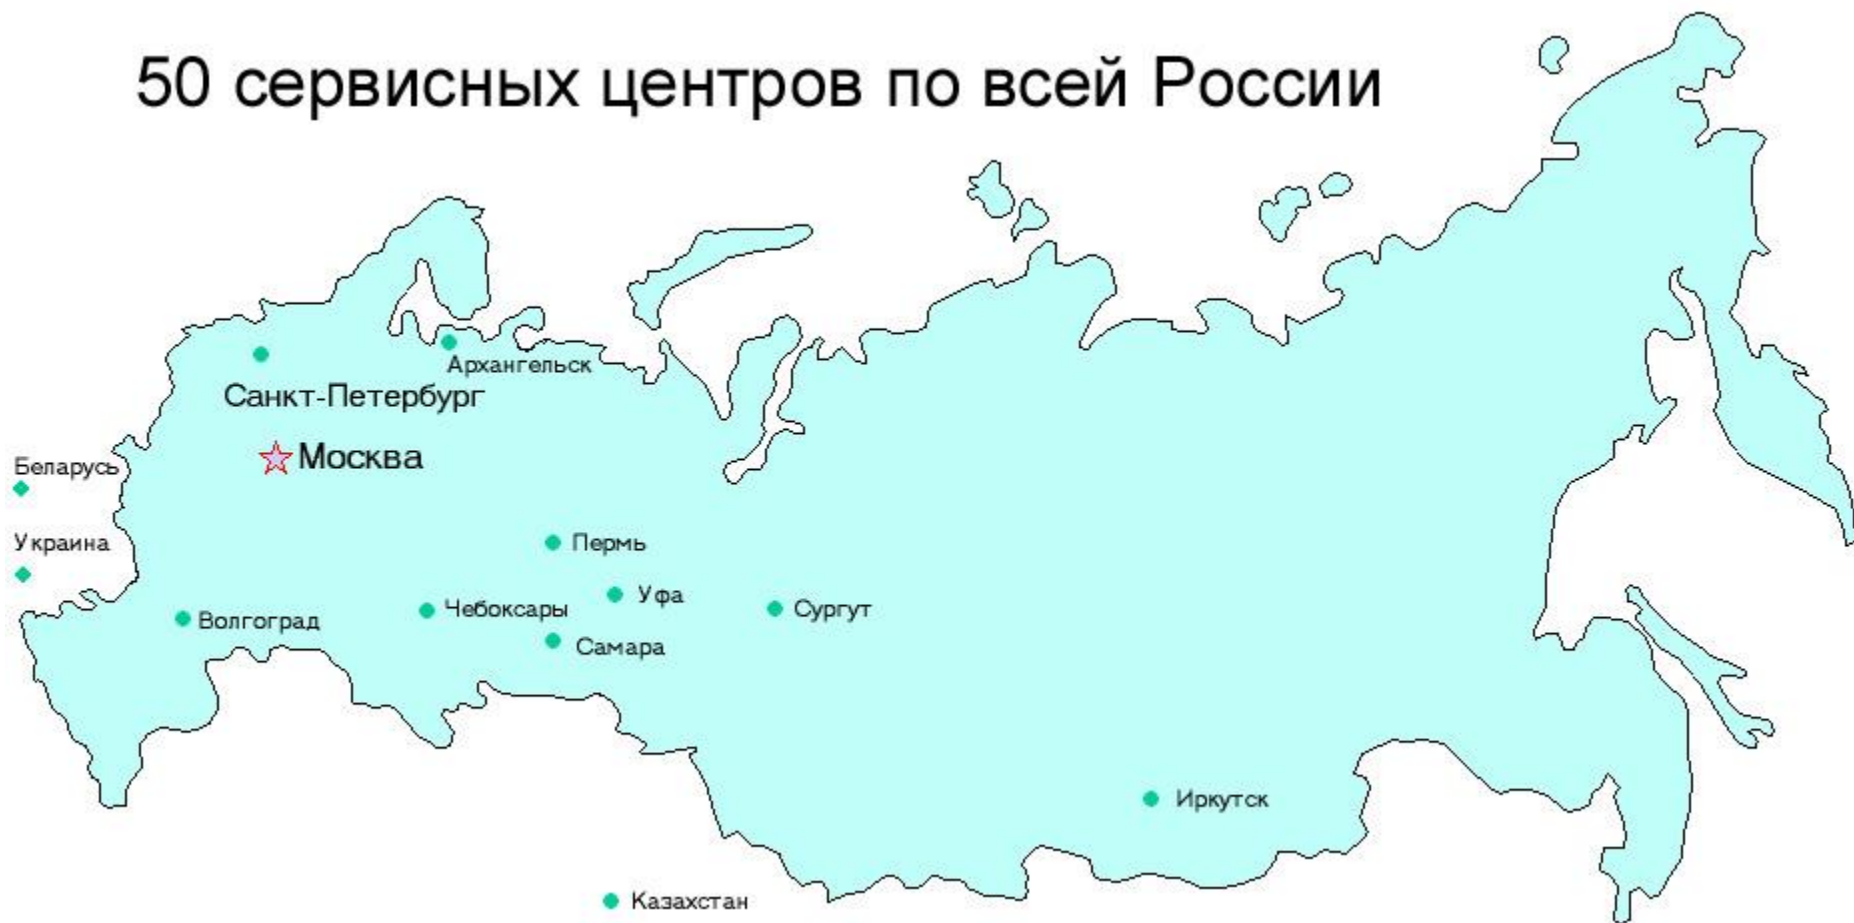 50 сервисных центров по всей России
Архангельск
Санкт-Петербург
Москва
Беларусь
Украина
Пермь
Уфа
Чебоксары
Сургут
Волгоград
Самара
Иркутск
Казахстан